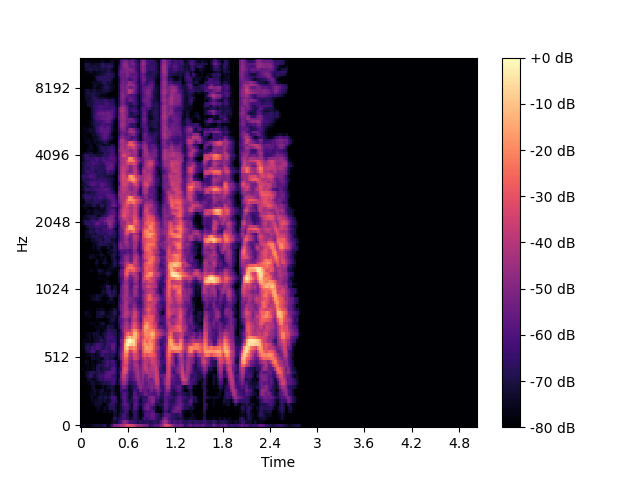 8192
4096
2048
1024
512
0
Hz
0 0.6 1.2 1.8 2.4 3 3.6 4.2 4.8
Time
+0 dB
-10 dB
-20 dB
-30 dB
-40 dB
-50 dB
-60 dB
-70 dB
-80 dB